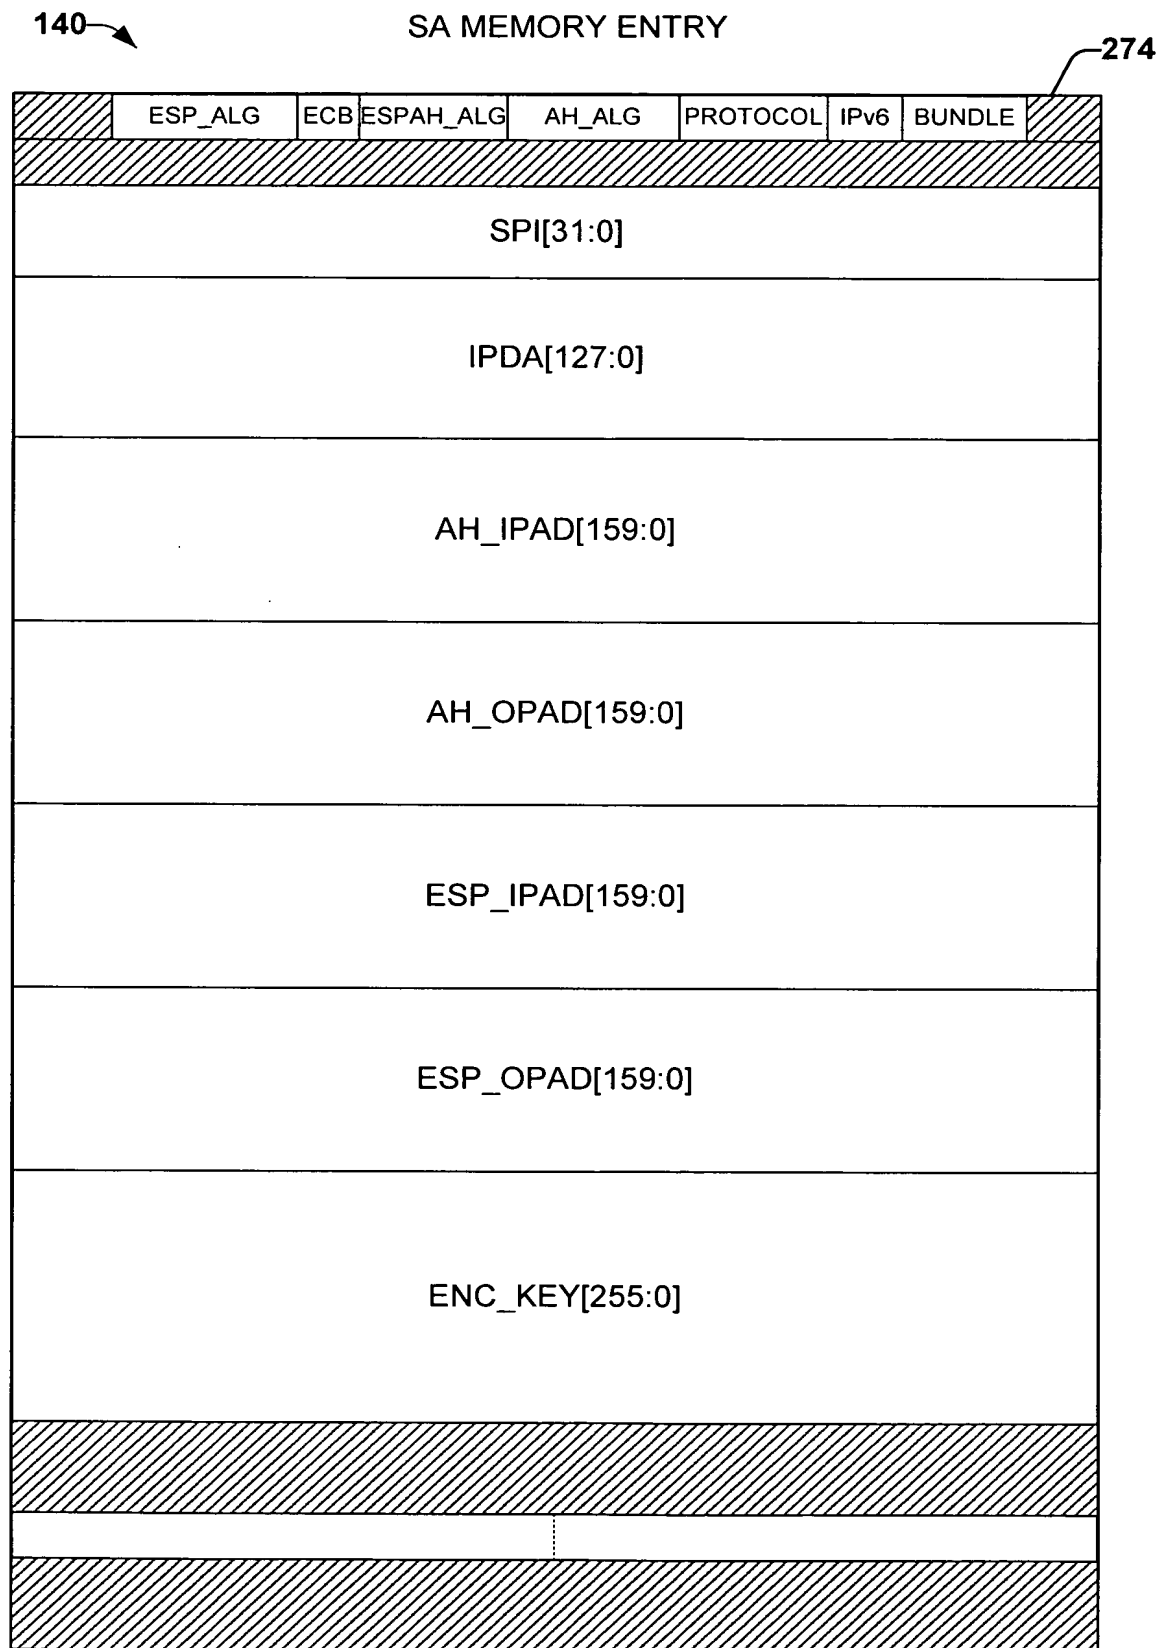 140
SA MEMORY ENTRY
274
ESP_ALG ECB ESPAH_ALG AH_ALG PROTOCOL IPv6 BUNDLE
SPI[31:0]
IPDA[127:0]
AH_IPAD[159:0]
AH_OPAD[159:0]
ESP_IPAD[159:0]
ESP_OPAD[159:0]
ENC_KEY[255:0]